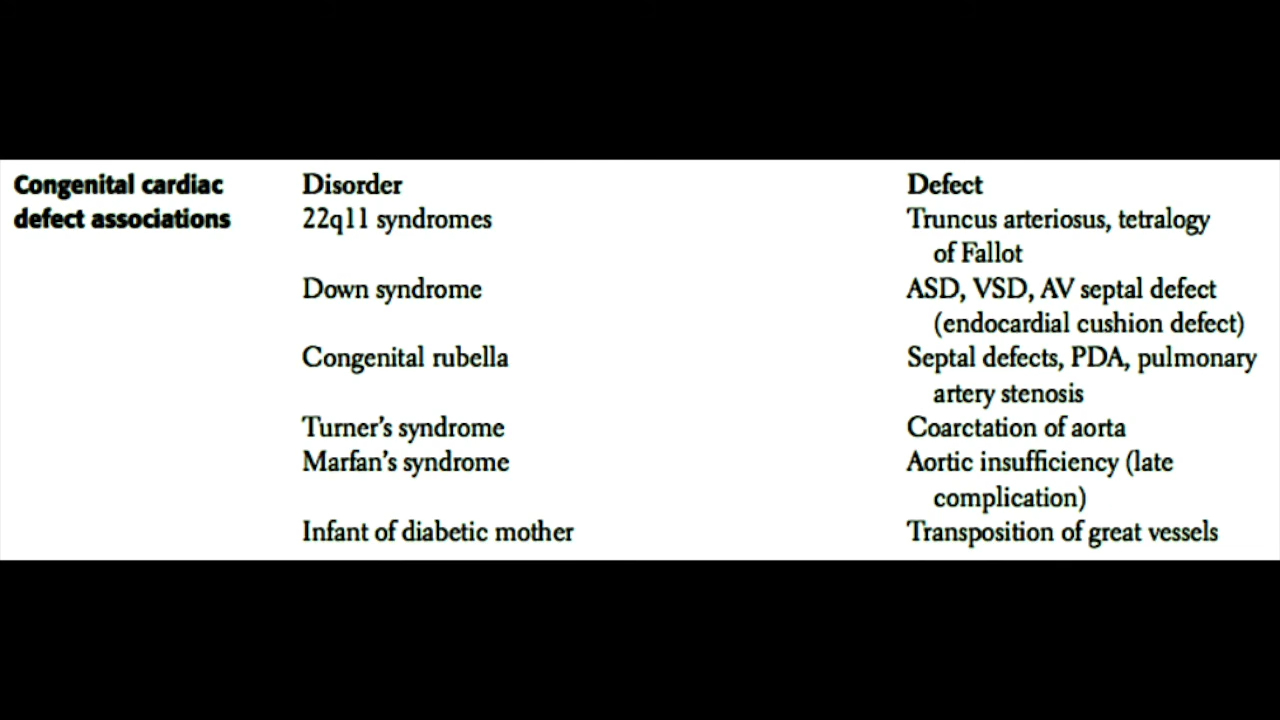 Congenital cardiac
defect associations
Disorder
Defect
22q11 syndromes
Truncus arteriosus, tetralogy
of Fallot
Down syndrome
ASD, VSD, AV septal defect
(endocardial cushion defect)
Congenital rubella
Septal defects, PDA, pulmonary
artery stenosis
Turner’s syndrome
Coarctation of aorta
Marfan’s syndrome
Aortic insufficiency (late
complication)
Infant of diabetic mother
Transposition of great vessels